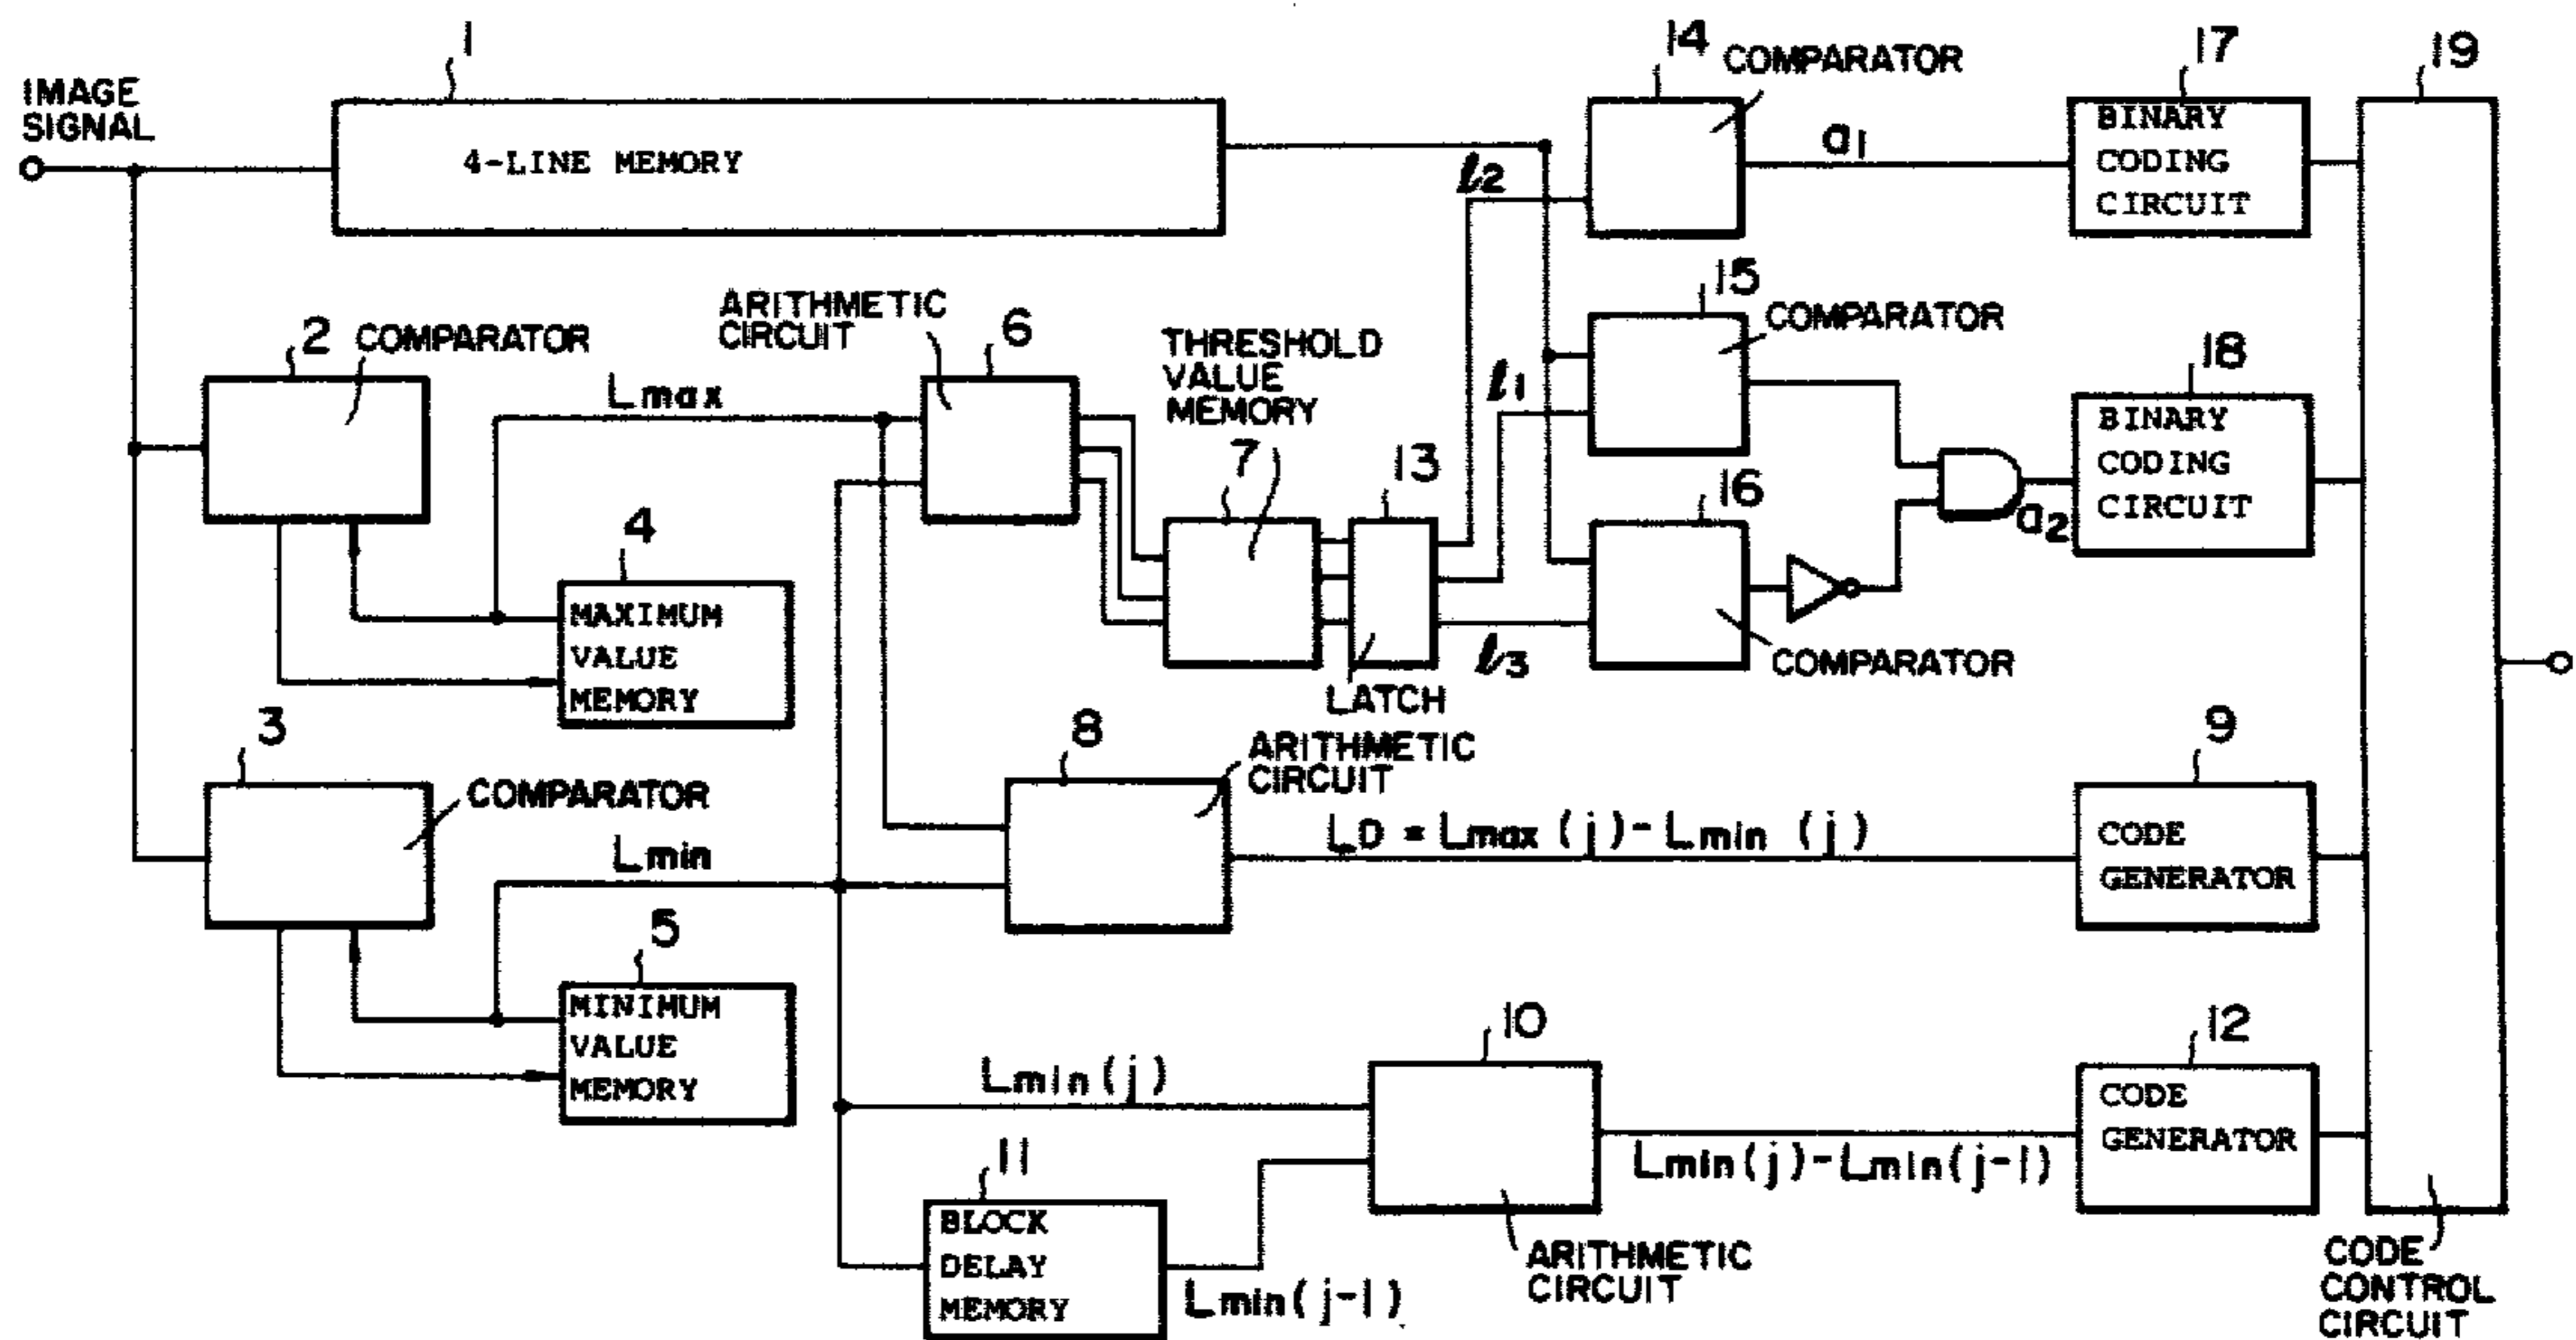 1
14
COMPARATOR
17
19
IMAGE
SIGNAL
4-LINE MEMORY
a1
BINARY
CODING
CIRCUIT
ℓ2
2
COMPARATOR
ARITHMETIC
CIRCUIT
6
THRESHOLD
VALUE
MEMORY
15
COMPARATOR
18
BINARY
CODING
CIRCUIT
Lmax
ℓ1
7
13
16
a2
4
MAXIMUM
VALUE
MEMORY
ℓ3
COMPARATOR
LATCH
3
COMPARATOR
8
ARITHMETIC
CIRCUIT
9
LD = Lmax (j) - Lmin (j)
CODE
GENERATOR
Lmin
5
MINIMUM
VALUE
MEMORY
10
12
Lmin(j)
CODE
GENERATOR
Lmin(j)-Lmin(j-1)
11
BLOCK
DELAY
MEMORY
Lmin(j-1)
ARITHMETIC
CIRCUIT
CODE
CONTROL
CIRCUIT